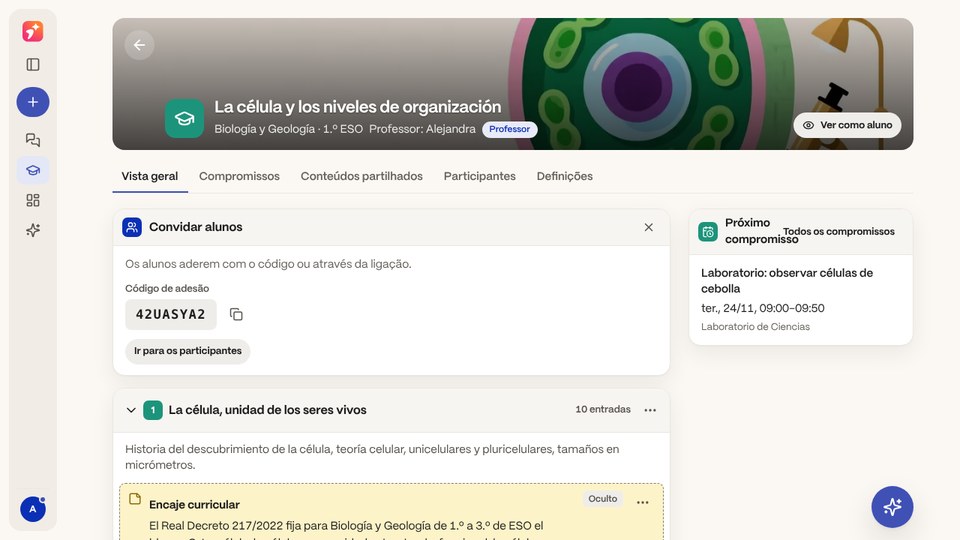 La célula y los niveles de organización
Biología y Geología · 1.º ESO Professor: Alejandra Professor
Ver como aluno
Vista geral Compromissos Conteúdos partilhados Participantes Definições
Convidar alunos
Os alunos aderem com o código ou através da ligação.
Código de adesão
42UASYA2
Ir para os participantes
Próximo
compromisso
Todos os compromissos
Laboratorio: observar células de
cebolla
ter., 24/11, 09:00–09:50
Laboratorio de Ciencias
1 La célula, unidad de los seres vivos 10 entradas
Historia del descubrimiento de la célula, teoría celular, unicelulares y pluricelulares, tamaños en
micrómetros.
Encaje curricular Oculto
El Real Decreto 217/2022 fija para Biología y Geología de 1.º a 3.º de ESO el
A